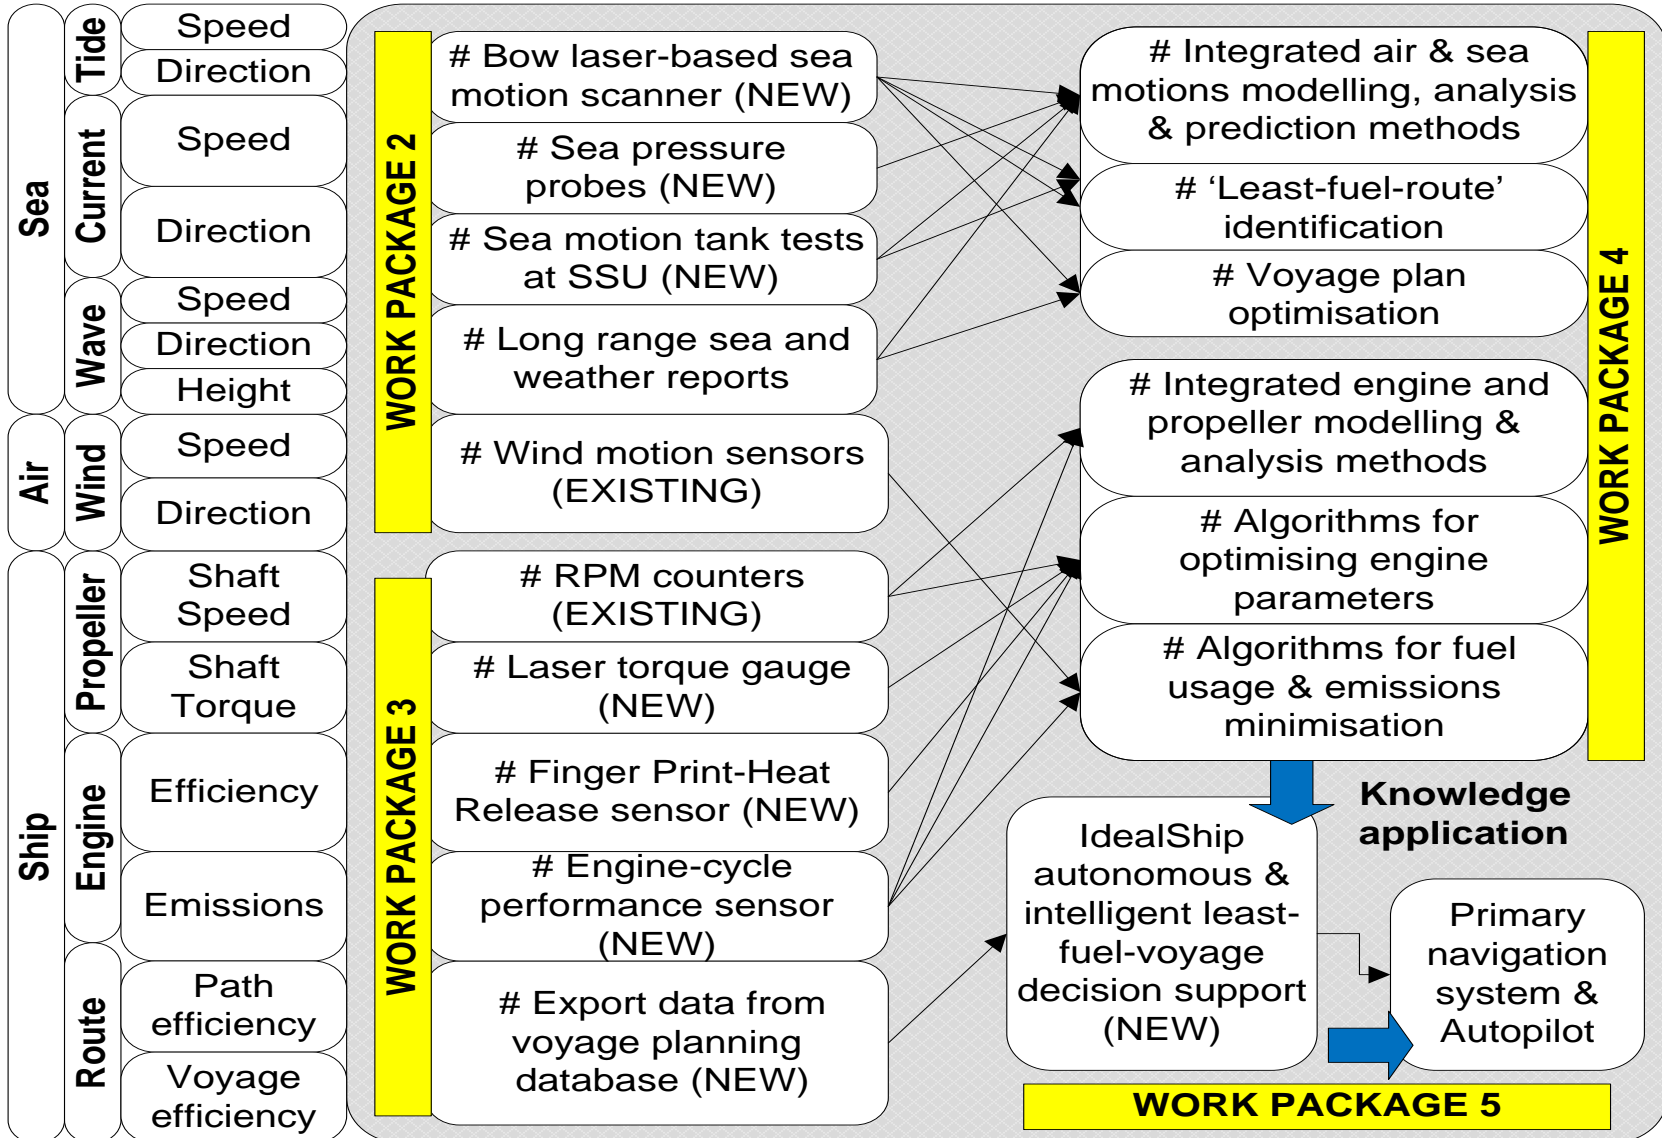 Sea
Tide
Speed
Direction
Current
Speed
Direction
Wave
Speed
Direction
Height
Air
Wind
Speed
Direction
Ship
Propeller
Shaft
Speed
Shaft
Torque
Engine
Efficiency
Emissions
Route
Path
efficiency
Voyage
efficiency
WORK PACKAGE 2
# Bow laser-based sea
motion scanner (NEW)
# Sea pressure
probes (NEW)
# Sea motion tank tests
at SSU (NEW)
# Long range sea and
weather reports
# Wind motion sensors
(EXISTING)
WORK PACKAGE 3
# RPM counters
(EXISTING)
# Laser torque gauge
(NEW)
# Finger Print-Heat
Release sensor (NEW)
# Engine-cycle
performance sensor
(NEW)
# Export data from
voyage planning
database (NEW)
# Integrated air & sea
motions modelling, analysis
& prediction methods
# ‘Least-fuel-route’
identification
# Voyage plan
optimisation
# Integrated engine and
propeller modelling &
analysis methods
# Algorithms for
optimising engine
parameters
# Algorithms for fuel
usage & emissions
minimisation
WORK PACKAGE 4
Knowledge
application
IdealShip
autonomous &
intelligent least-
fuel-voyage
decision support
(NEW)
Primary
navigation
system &
Autopilot
WORK PACKAGE 5